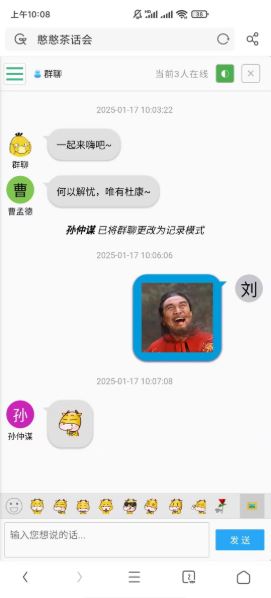 上午10:08
36
憨憨茶话会
群聊
当前3人在线
2025-01-17 10:03:22
一起来嗨吧~
群聊
曹
何以解忧，唯有杜康~
曹孟德
孙仲谋 已将群聊更改为记录模式
2025-01-17 10:06:06
刘
2025-01-17 10:07:08
孙
孙仲谋
输入您想说的话...
发送